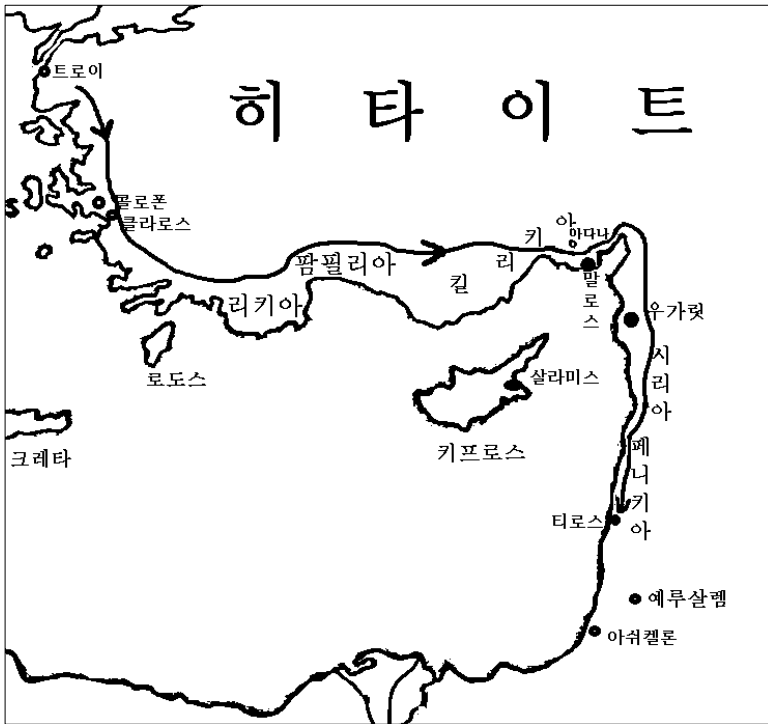 트로이
히타이트
콜로폰
클라로스
아다나
팜필리아
킬리키아
리키아
말로스
우가릿
로도스
살라미스
시리아
크레타
키프로스
페니키아
티로스
예루살렘
아쉬켈론